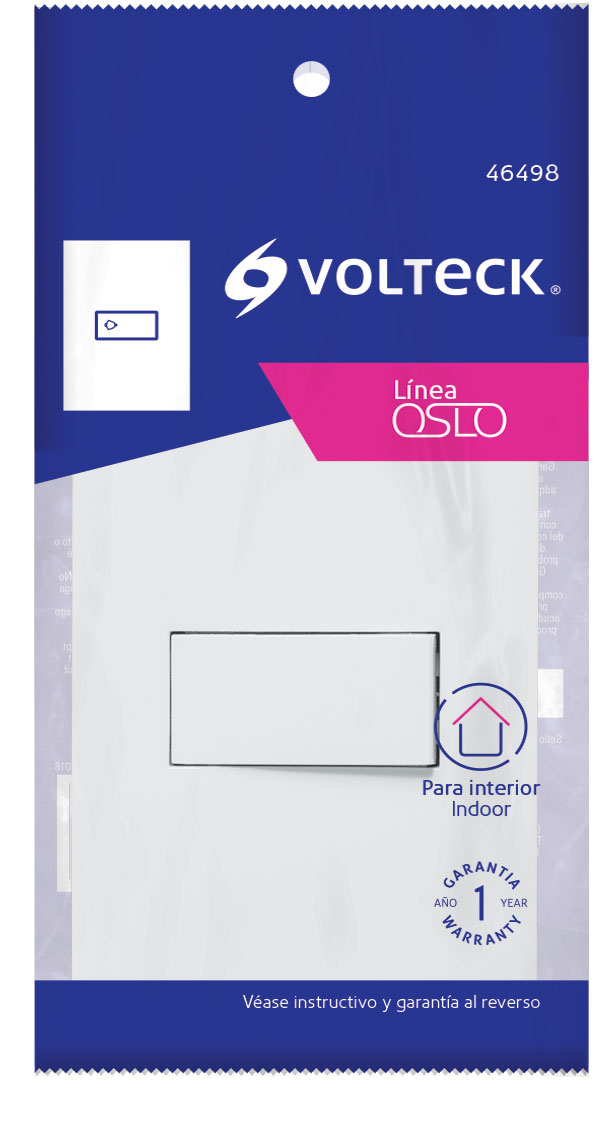 46498
VOLTECK®
Línea
OSLO
Para interior
Indoor
GARANTIA
AÑO 1 YEAR
WARRANTY
Véase instructivo y garantía al reverso